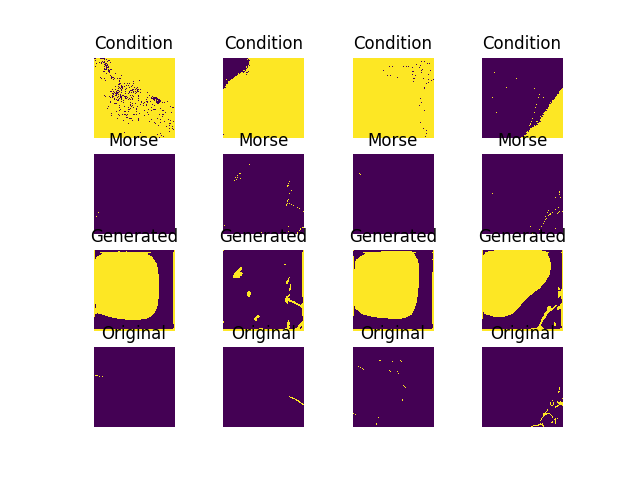 Condition Condition Condition Condition
Morse Morse Morse Morse
Generated Generated Generated Generated
Original Original Original Original